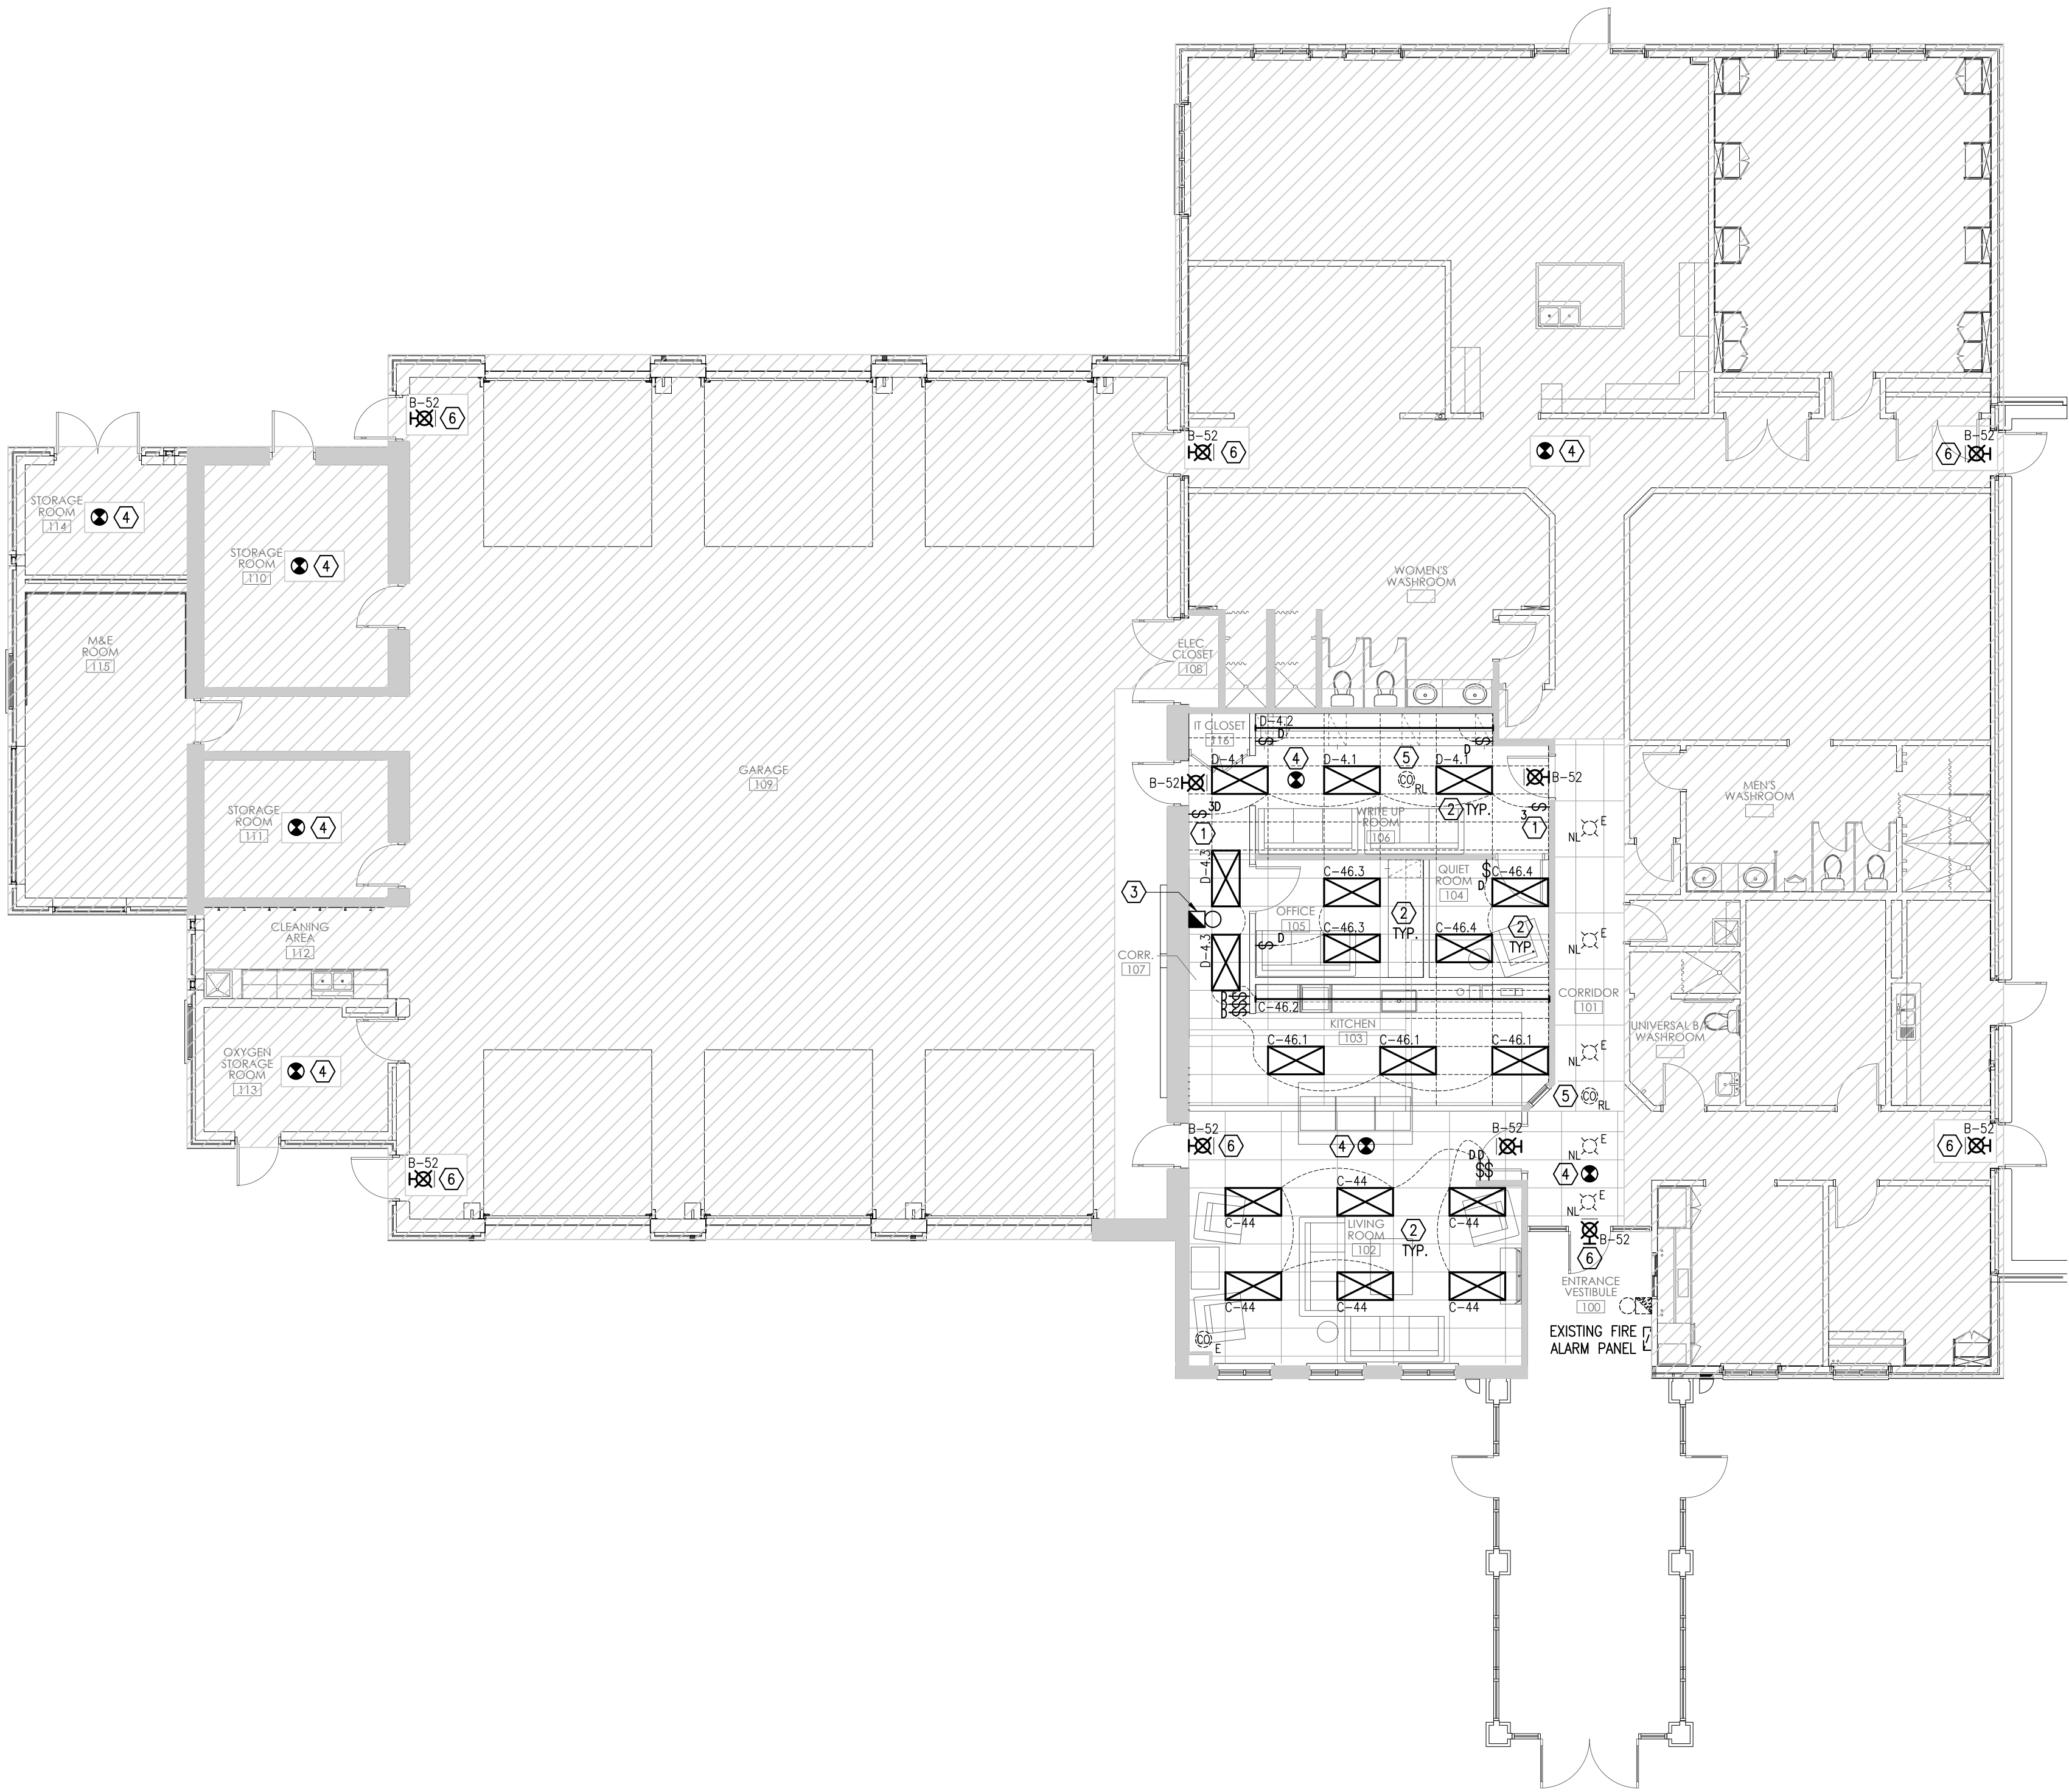 B-52
6
B-52
6
4
B-52
6
STORAGE
ROOM
114
4
STORAGE
ROOM
110
4
WOMEN'S
WASHROOM
M&E
ROOM
115
ELEC.
CLOSET
108
IT CLOSET
116
D-4.2
D
D
GARAGE
109
D-4.1
4
D-4.1
5
D-4.1
B-52
CO
RL
B-52
MEN'S
WASHROOM
STORAGE
ROOM
111
4
3D
1
WRITE UP
ROOM
106
2
TYP.
3
1
E
NL
D-4.3
C-46.3
QUIET
ROOM
104
D
C-46.4
3
OFFICE
105
2
TYP.
2
TYP.
E
NL
CLEANING
AREA
112
D-4.3
D
C-46.3
C-46.4
CORR.
107
D
D
C-46.2
CORRIDOR
101
KITCHEN
103
UNIVERSAL B/F
WASHROOM
OXYGEN
STORAGE
ROOM
113
4
C-46.1
C-46.1
C-46.1
E
NL
5
CO
RL
B-52
6
4
B-52
E
NL
B-52
6
B-52
6
D D
4
C-44
E
NL
C-44
LIVING
ROOM
102
2
TYP.
C-44
B-52
6
C-44
C-44
C-44
ENTRANCE
VESTIBULE
100
CO
E
EXISTING FIRE
ALARM PANEL